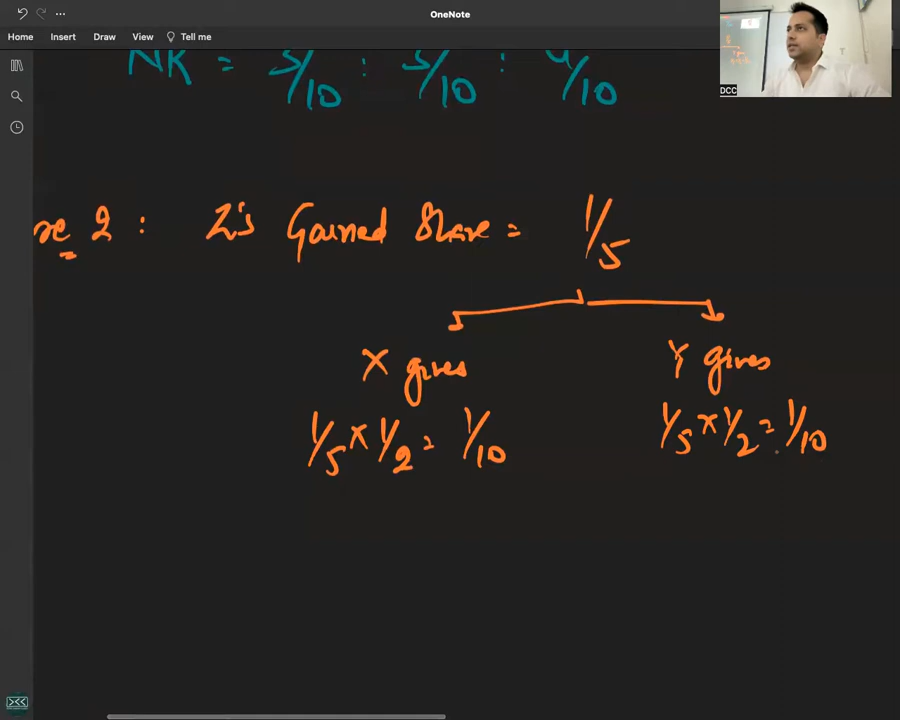 OneNote
Home Insert Draw View Tell me
NR = 3/10 : 3/10 : 4/10
se 2 : Z's Gained Share = 1/5
X gives Y gives
1/5 x 1/2 = 1/10 1/5 x 1/2 = 1/10
DCC